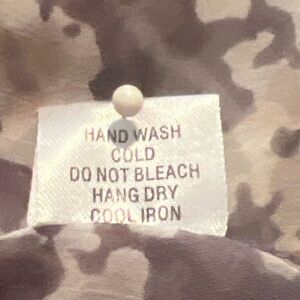 HAND WASH
COLD
DO NOT BLEACH
HANG DRY
COOL IRON